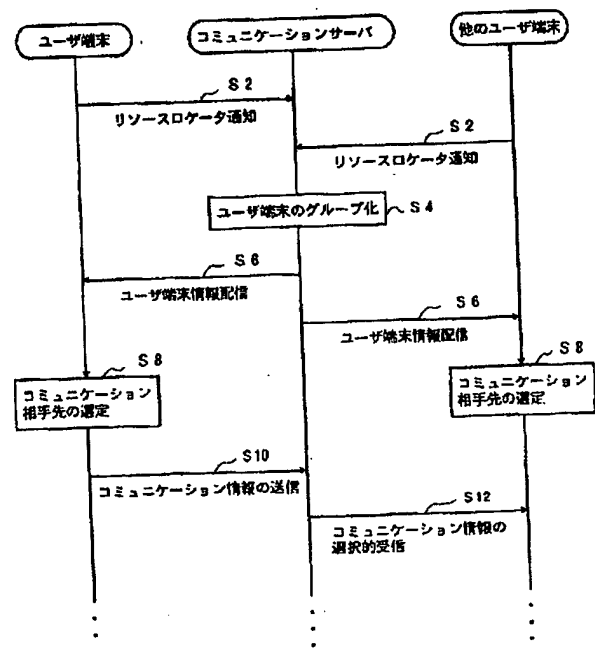 ユーザ端末
コミュニケーションサーバ
他のユーザ端末
S2
リソースロケータ通知
S2
リソースロケータ通知
ユーザ端末のグループ化
S4
S6
ユーザ端末情報配信
S6
ユーザ端末情報配信
S8
コミュニケーション
相手先の選定
S8
コミュニケーション
相手先の選定
S10
コミュニケーション情報の送信
S12
コミュニケーション情報の
選択的受信